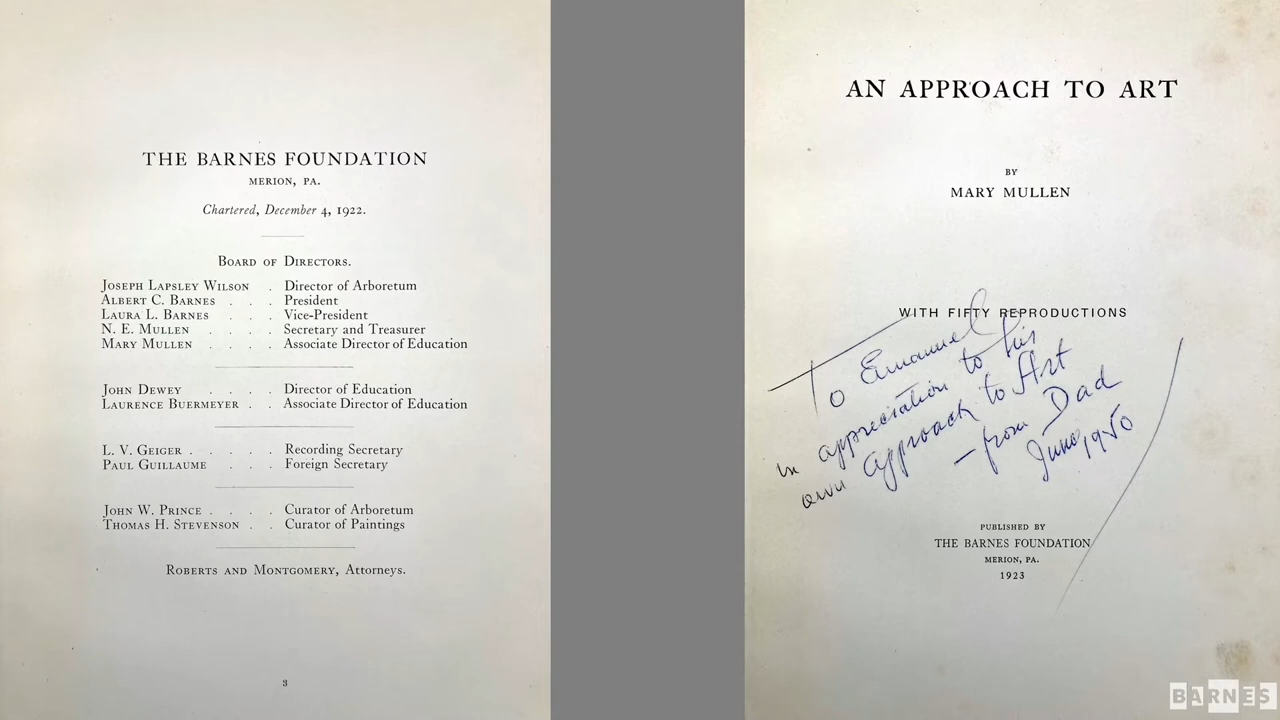 THE BARNES FOUNDATION
MERION, PA.
Chartered, December 4, 1922.
BOARD OF DIRECTORS.
JOSEPH LAPSLEY WILSON . Director of Arboretum
ALBERT C. BARNES . . . President
LAURA L. BARNES . . . Vice-President
N. E. MULLEN . . . . Secretary and Treasurer
MARY MULLEN . . . . Associate Director of Education
JOHN DEWEY . . . . Director of Education
LAURENCE BUERMEYER . . Associate Director of Education
L. V. GEIGER . . . . . Recording Secretary
PAUL GUILLAUME . . . Foreign Secretary
JOHN W. PRINCE . . . . Curator of Arboretum
THOMAS H. STEVENSON . . Curator of Paintings
ROBERTS AND MONTGOMERY, Attorneys.
3
AN APPROACH TO ART
BY
MARY MULLEN
WITH FIFTY REPRODUCTIONS
To Emanuel
in appreciation to his
own approach to Art
– from Dad
June 1950
PUBLISHED BY
THE BARNES FOUNDATION
MERION, PA.
1923
BARNES